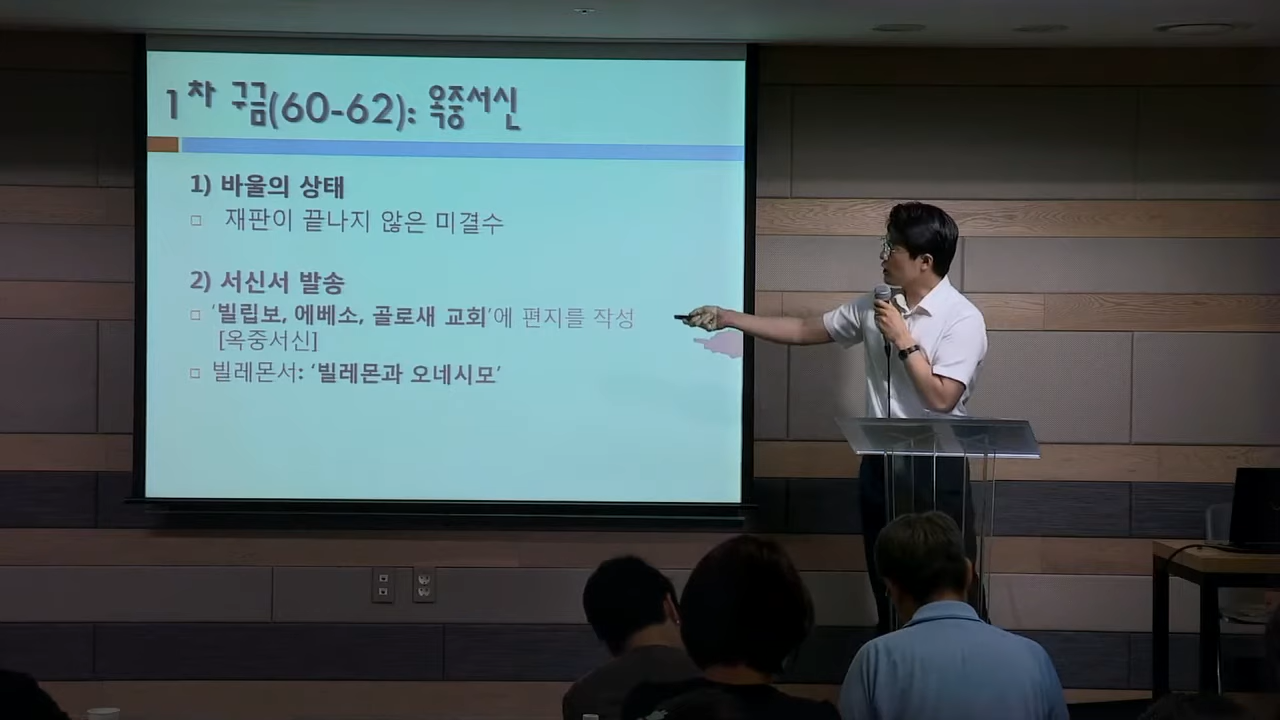 1차 구금(60-62): 옥중서신
1) 바울의 상태
□ 재판이 끝나지 않은 미결수
2) 서신서 발송
□ '빌립보, 에베소, 골로새 교회'에 편지를 작성
[옥중서신]
□ 빌레몬서: '빌레몬과 오네시모'